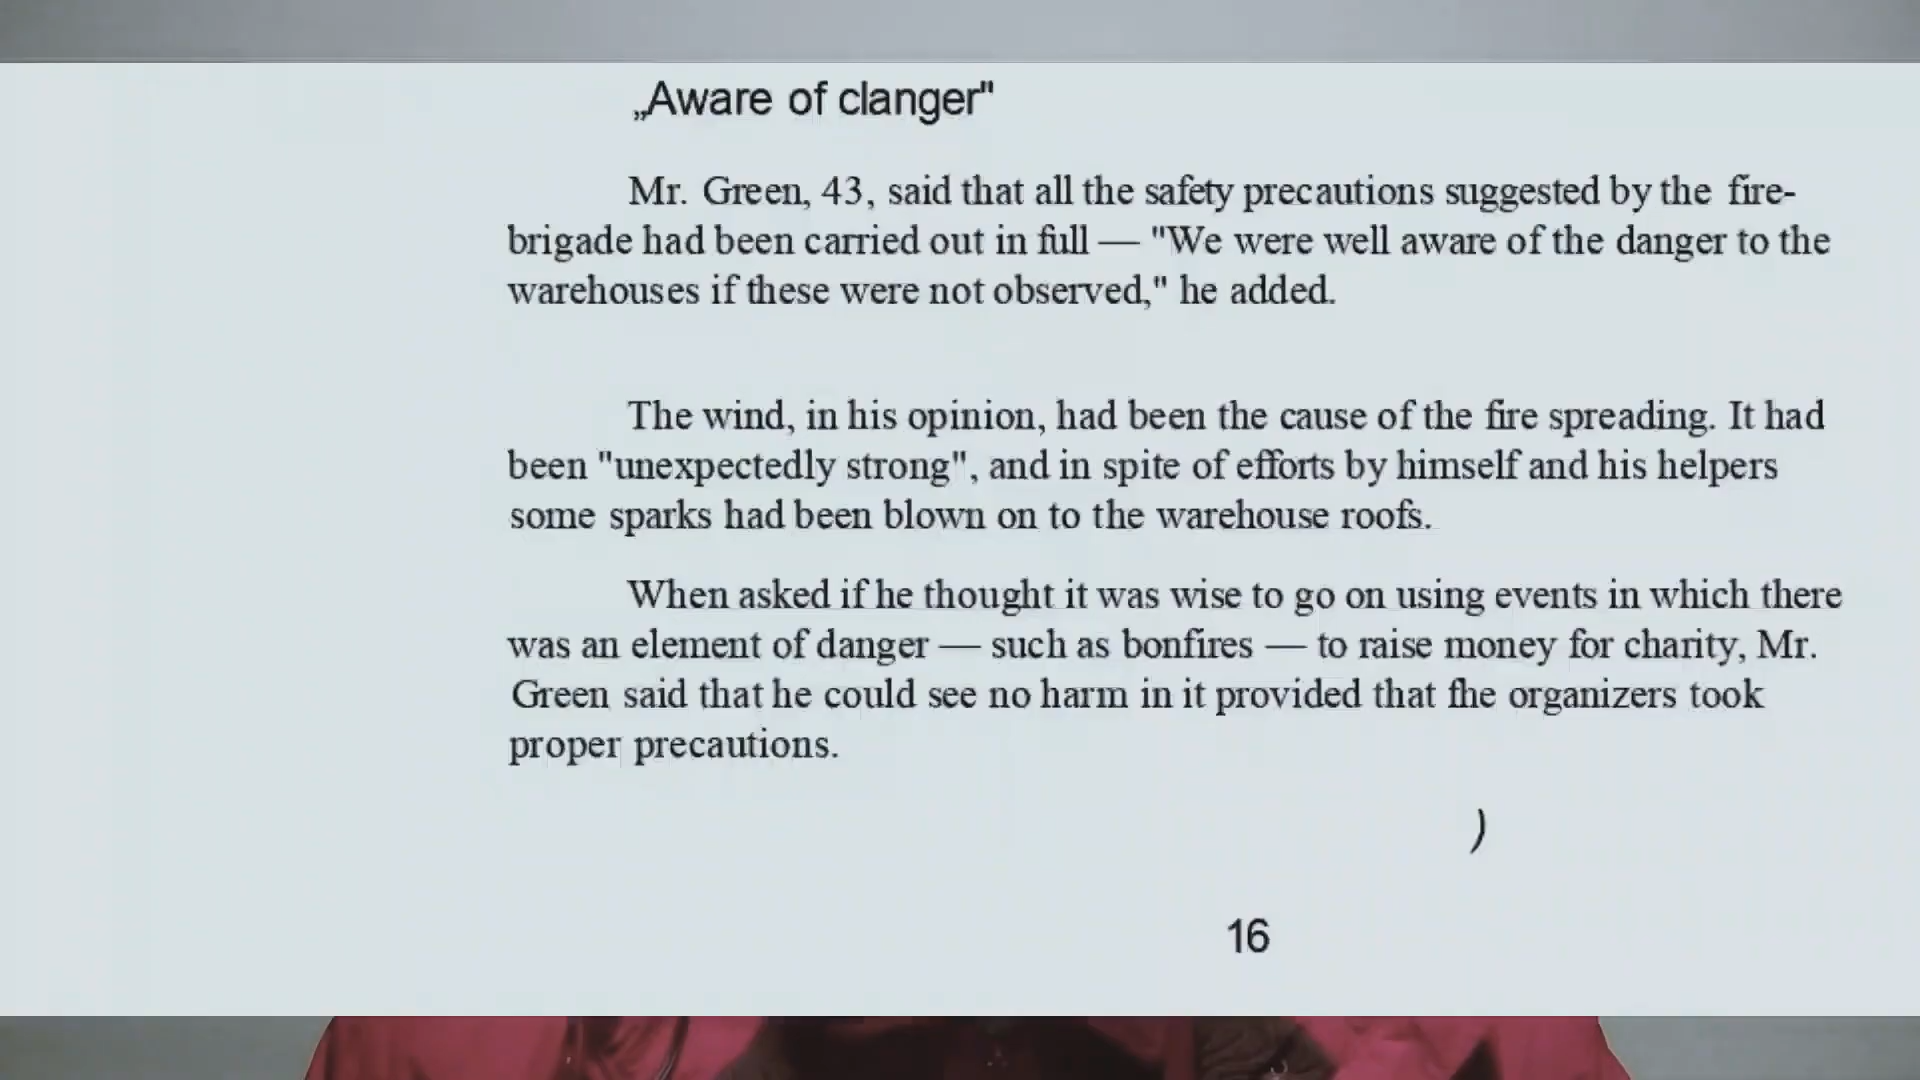 „Aware of clanger"
Mr. Green, 43, said that all the safety precautions suggested by the fire-
brigade had been carried out in full — "We were well aware of the danger to the
warehouses if these were not observed," he added.
The wind, in his opinion, had been the cause of the fire spreading. It had
been "unexpectedly strong", and in spite of efforts by himself and his helpers
some sparks had been blown on to the warehouse roofs.
When asked if he thought it was wise to go on using events in which there
was an element of danger — such as bonfires — to raise money for charity, Mr.
Green said that he could see no harm in it provided that fhe organizers took
proper precautions.
)
16